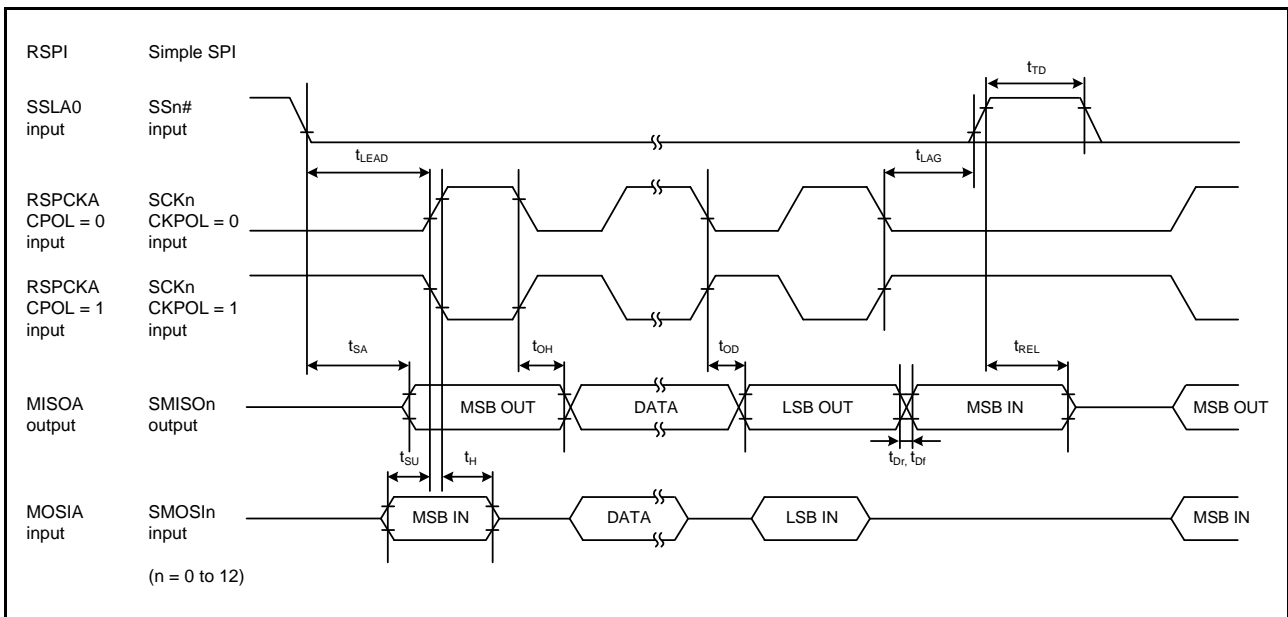 RSPI Simple SPI
tTD
SSLA0 SSn#
input input
tLEAD tLAG
RSPCKA SCKn
CPOL = 0 CKPOL = 0
input input
RSPCKA SCKn
CPOL = 1 CKPOL = 1
input input
tSA tOH tOD tREL
MISOA SMISOn
output output
MSB OUT DATA LSB OUT MSB IN MSB OUT
tSU tH tDr, tDf
MOSIA SMOSIn
input input
MSB IN DATA LSB IN MSB IN
(n = 0 to 12)